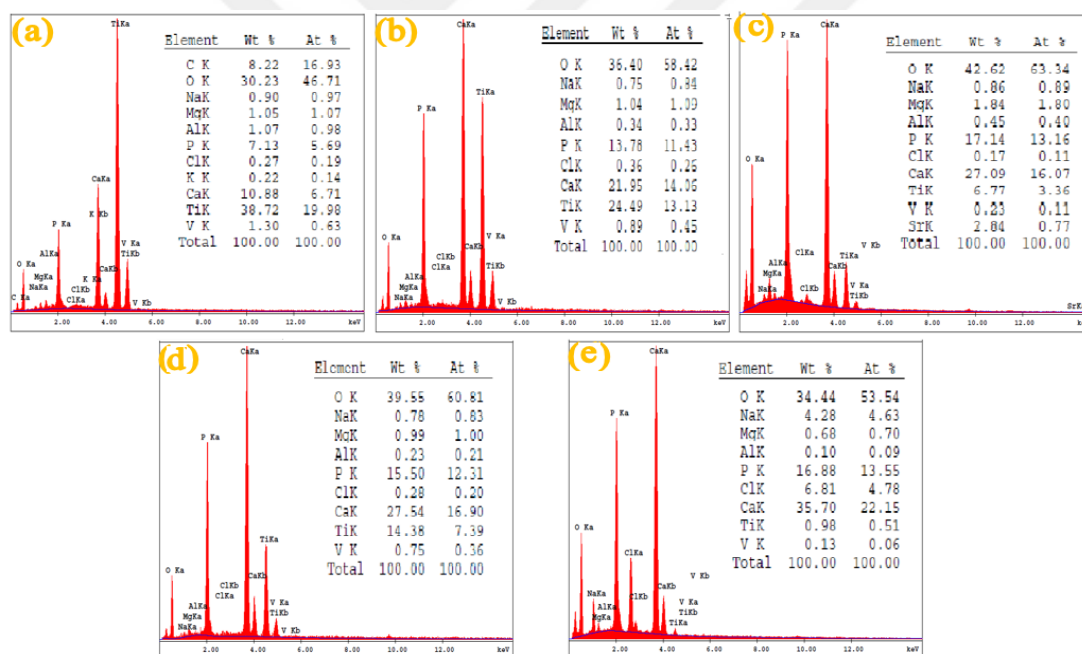 (a)
TiKa
Element Wt % At %
C K 8.22 16.93
O K 30.23 46.71
NaK 0.90 0.97
MgK 1.05 1.07
AlK 1.07 0.98
P K 7.13 5.69
ClK 0.27 0.19
K K 0.22 0.14
CaK 10.88 6.71
TiK 38.72 19.98
V K 1.30 0.63
Total 100.00 100.00
CaKa
K Kb
P Ka
AlKa
V Ka
TiKb
O Ka
MgKa
K Ka
CaKb
NaKa
ClKb
ClKa
C Ka
V Kb
2.00 4.00 6.00 8.00 10.00 12.00 keV
(b)
CaKa
Element Wt % At %
O K 36.40 58.42
NaK 0.75 0.84
MgK 1.04 1.09
AlK 0.34 0.33
P K 13.78 11.43
ClK 0.36 0.26
CaK 21.95 14.06
TiK 24.49 13.13
V K 0.89 0.45
Total 100.00 100.00
TiKa
P Ka
O Ka
V Ka
CaKb
ClKb
ClKa
TiKb
AlKa
MgKa
NaKa
V Kb
2.00 4.00 6.00 8.00 10.00 12.00 keV
(c)
CaKa
P Ka
Element Wt % At %
O K 42.62 63.34
NaK 0.86 0.89
MgK 1.84 1.80
AlK 0.45 0.40
P K 17.14 13.16
ClK 0.17 0.11
CaK 27.09 16.07
TiK 6.77 3.36
V K 0.23 0.11
SrK 2.84 0.77
Total 100.00 100.00
O Ka
V Kb
TiKa
AlKa
MgKa
CaKb
V Ka
NaKa
ClKb
TiKb
SrKa
2.00 4.00 6.00 8.00 10.00 12.00 keV
(d)
CaKa
Element Wt % At %
O K 39.55 60.81
NaK 0.78 0.83
MgK 0.99 1.00
AlK 0.23 0.21
P K 15.50 12.31
ClK 0.28 0.20
CaK 27.54 16.90
TiK 14.38 7.39
V K 0.75 0.36
Total 100.00 100.00
P Ka
TiKa
O Ka
ClKb
CaKb
ClKa
V Ka
AlKa
TiKb
MgKa
NaKa
V Kb
2.00 4.00 6.00 8.00 10.00 12.00 keV
(e)
CaKa
Element Wt % At %
O K 34.44 53.54
NaK 4.28 4.63
MgK 0.68 0.70
AlK 0.10 0.09
P K 16.88 13.55
ClK 6.81 4.78
CaK 35.70 22.15
TiK 0.98 0.51
V K 0.13 0.06
Total 100.00 100.00
P Ka
O Ka
ClKa
V Kb
CaKb
NaKa
ClKb
V Ka
AlKa
TiKb
MgKa
TiKa
2.00 4.00 6.00 8.00 10.00 12.00 keV